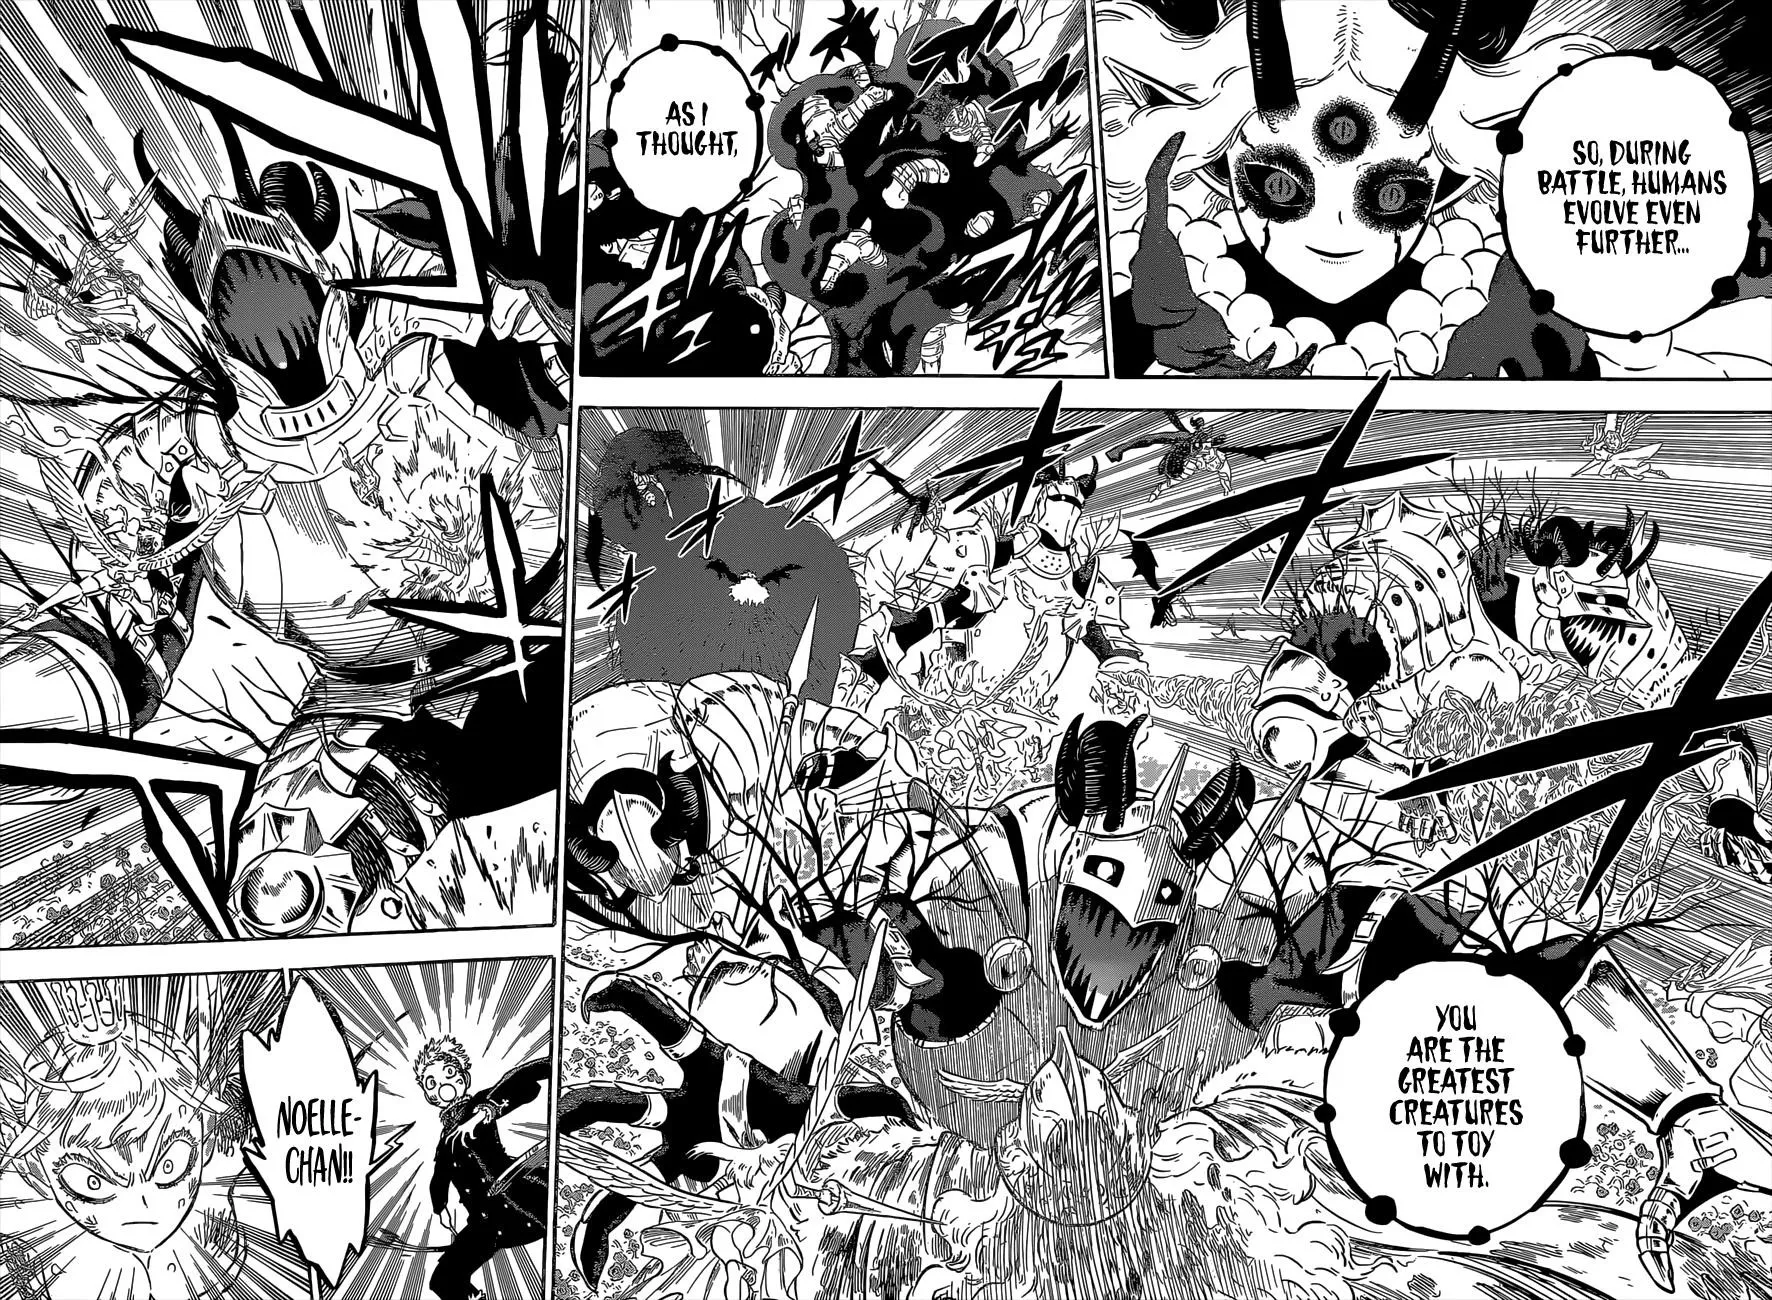 SO, DURING
BATTLE, HUMANS
EVOLVE EVEN
FURTHER...
AS I
THOUGHT,
YOU
ARE THE
GREATEST
CREATURES
TO TOY
WITH.
NOELLE-
CHAN!!